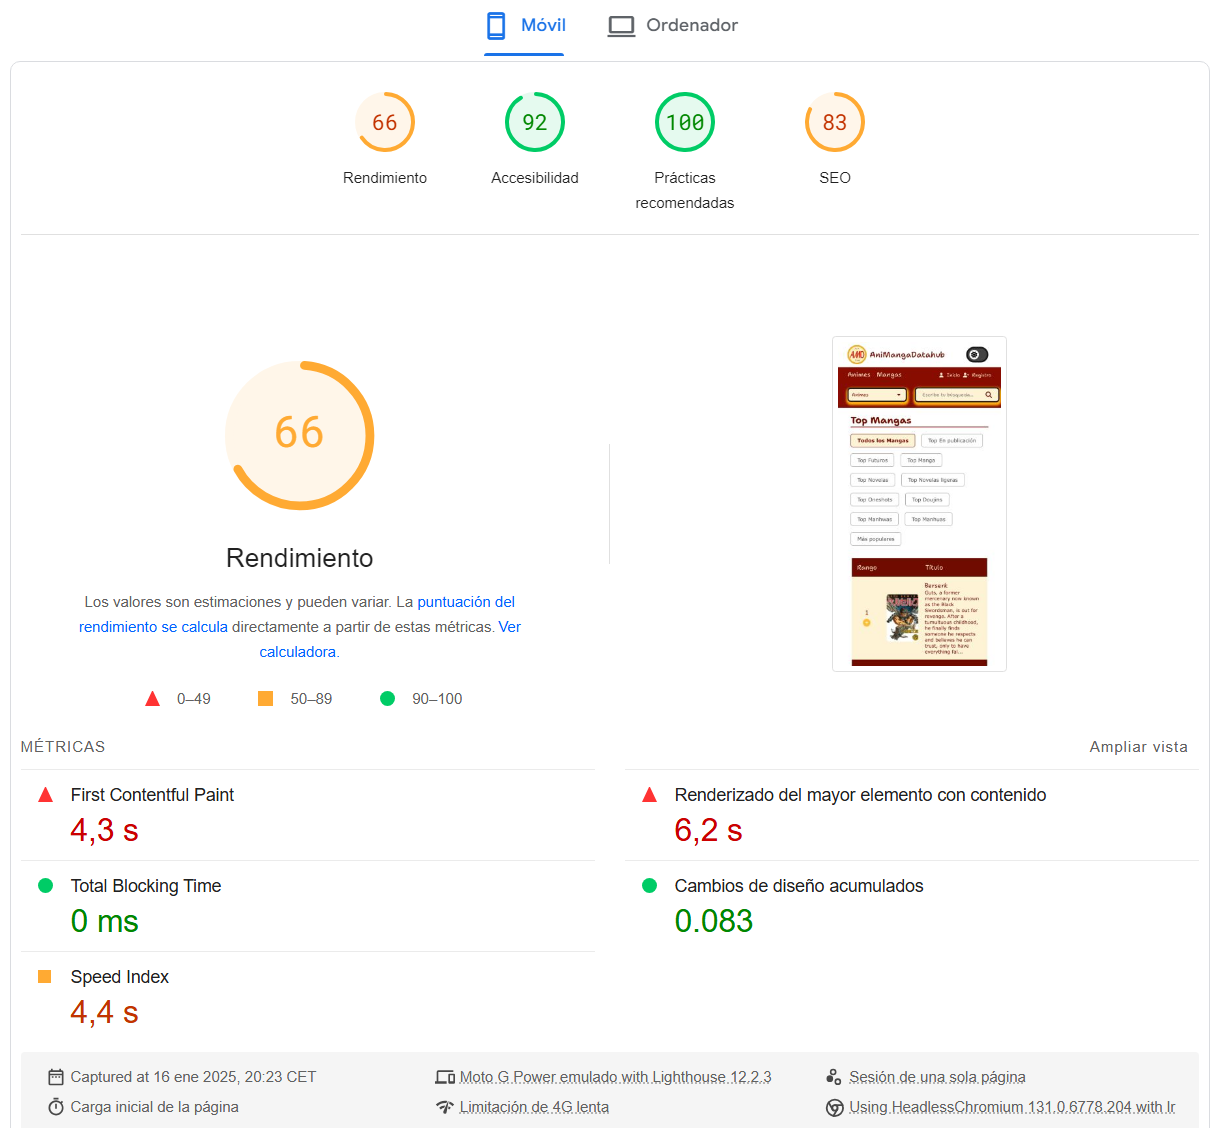 Móvil
Ordenador
66
92
100
83
Rendimiento
Accesibilidad
Prácticas
recomendadas
SEO
66
Rendimiento
Los valores son estimaciones y pueden variar. La puntuación del
rendimiento se calcula directamente a partir de estas métricas. Ver
calculadora.
0–49
50–89
90–100
AMD AniMangaDatahub
Animes Mangas
Inicio Registro
Animes
Escribe tu búsqueda...
Top Mangas
Todos los Mangas
Top En publicación
Top Futuros
Top Manga
Top Novelas
Top Novelas ligeras
Top Oneshots
Top Doujins
Top Manhwas
Top Manhuas
Más populares
Rango
Título
1
Berserk
Guts, a former
mercenary now known
as the Black
Swordsman, is out for
revenge. After a
tumultuous childhood,
he finally finds
someone he respects
and believes he can
trust, only to have
everything fal...
MÉTRICAS
Ampliar vista
First Contentful Paint
4,3 s
Renderizado del mayor elemento con contenido
6,2 s
Total Blocking Time
0 ms
Cambios de diseño acumulados
0.083
Speed Index
4,4 s
Captured at 16 ene 2025, 20:23 CET
Moto G Power emulado with Lighthouse 12.2.3
Sesión de una sola página
Carga inicial de la página
Limitación de 4G lenta
Using HeadlessChromium 131.0.6778.204 with lr